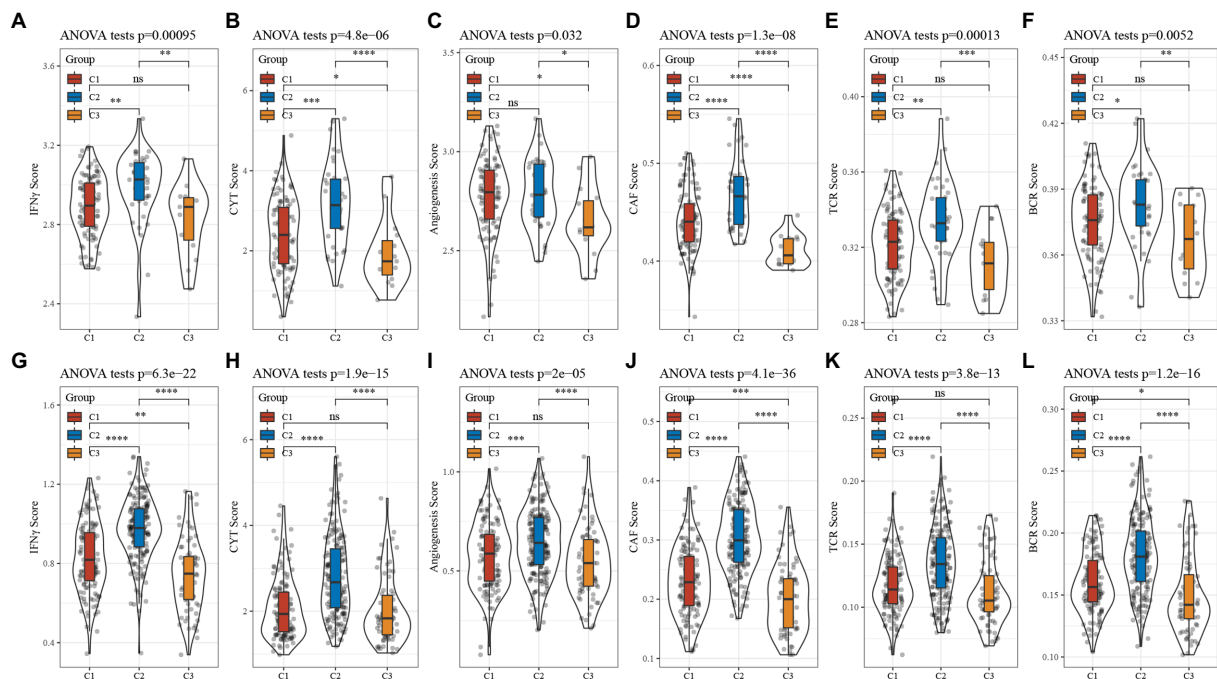 A
ANOVA tests p=0.00095
Group
C1
C2
C3
**
ns
**
IFNγ Score
3.6
3.2
2.8
2.4
C1 C2 C3
B
ANOVA tests p=4.8e−06
Group
C1
C2
C3
****
*
***
CYT Score
6
4
2
C1 C2 C3
C
ANOVA tests p=0.032
Group
C1
C2
C3
*
*
ns
Angiogenesis Score
3.5
3.0
2.5
C1 C2 C3
D
ANOVA tests p=1.3e−08
Group
C1
C2
C3
****
****
****
CAF Score
0.6
0.5
0.4
C1 C2 C3
E
ANOVA tests p=0.00013
Group
C1
C2
C3
***
ns
**
TCR Score
0.40
0.36
0.32
0.28
C1 C2 C3
F
ANOVA tests p=0.0052
Group
C1
C2
C3
**
ns
*
BCR Score
0.45
0.42
0.39
0.36
0.33
C1 C2 C3
G
ANOVA tests p=6.3e−22
Group
C1
C2
C3
****
**
****
IFNγ Score
1.6
1.2
0.8
0.4
C1 C2 C3
H
ANOVA tests p=1.9e−15
Group
C1
C2
C3
****
ns
****
CYT Score
6
4
2
C1 C2 C3
I
ANOVA tests p=2e−05
Group
C1
C2
C3
****
ns
***
Angiogenesis Score
1.0
0.5
C1 C2 C3
J
ANOVA tests p=4.1e−36
Group
C1
C2
C3
***
****
****
CAF Score
0.5
0.4
0.3
0.2
0.1
C1 C2 C3
K
ANOVA tests p=3.8e−13
Group
C1
C2
C3
ns
****
****
TCR Score
0.25
0.20
0.15
0.10
C1 C2 C3
L
ANOVA tests p=1.2e−16
Group
C1
C2
C3
*
****
****
BCR Score
0.30
0.25
0.20
0.15
0.10
C1 C2 C3